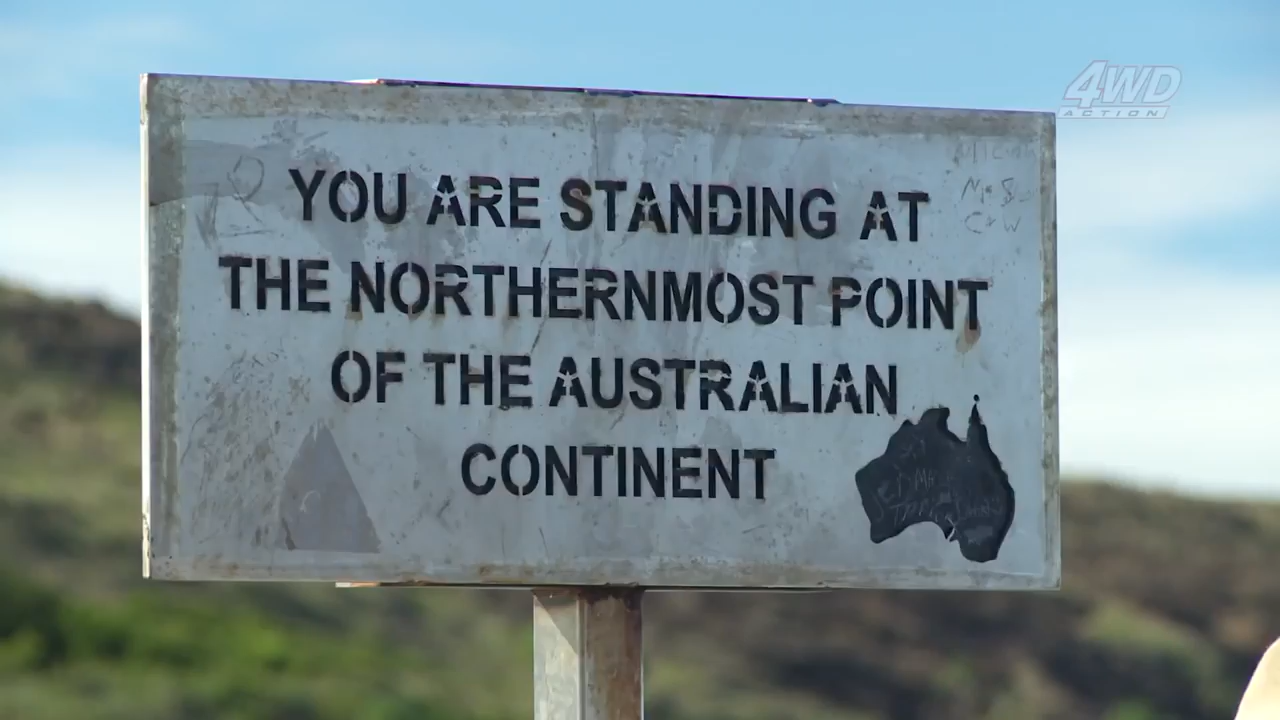 4WD
ACTION
YOU ARE STANDING AT
THE NORTHERNMOST POINT
OF THE AUSTRALIAN
CONTINENT